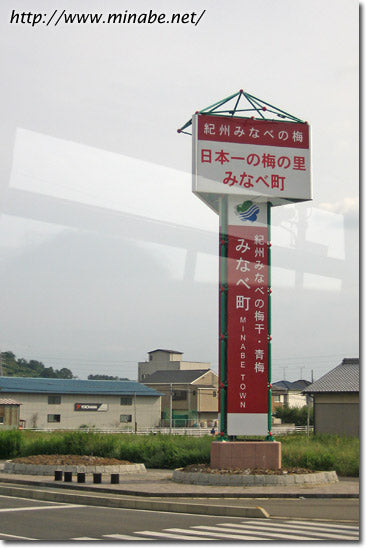 http://www.minabe.net/
紀州みなべの梅
日本一の梅の里
みなべ町
紀州みなべの梅干・青梅
みなべ町 MINABE TOWN
YOKOHAMA